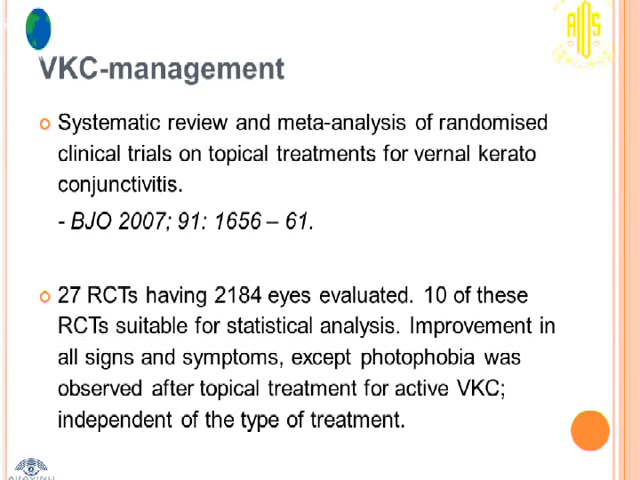 VKC-management
Systematic review and meta-analysis of randomised
clinical trials on topical treatments for vernal kerato
conjunctivitis.
- BJO 2007; 91: 1656 – 61.
27 RCTs having 2184 eyes evaluated. 10 of these
RCTs suitable for statistical analysis. Improvement in
all signs and symptoms, except photophobia was
observed after topical treatment for active VKC;
independent of the type of treatment.